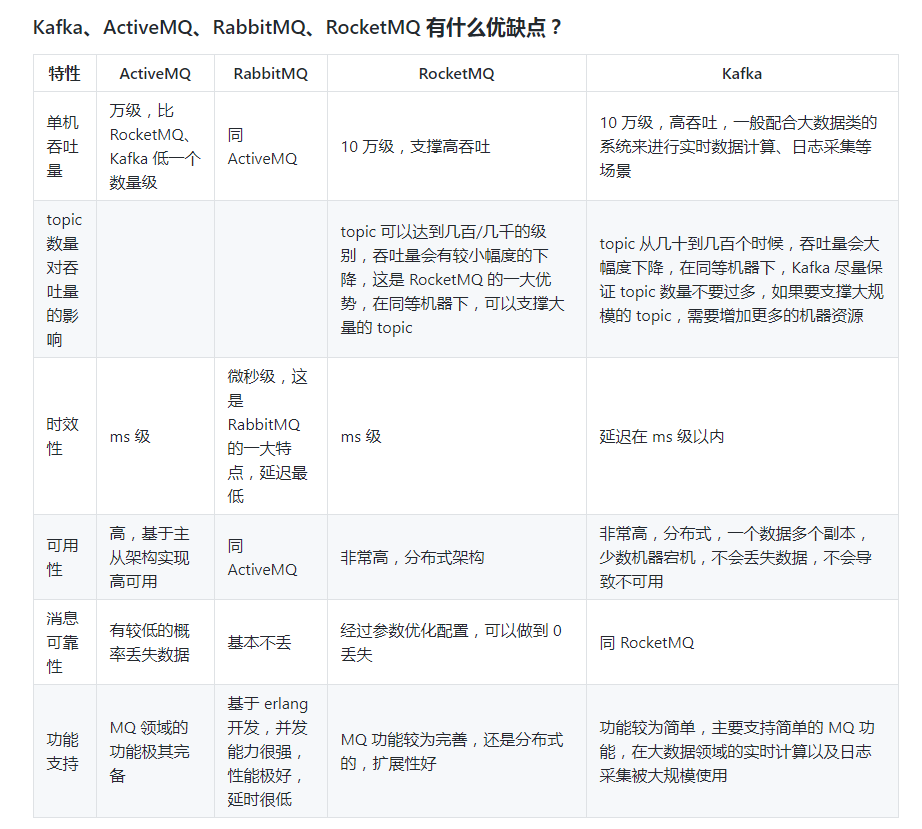 Kafka、ActiveMQ、RabbitMQ、RocketMQ 有什么优缺点？
特性
ActiveMQ
RabbitMQ
RocketMQ
Kafka
单机
吞吐
量
万级，比
RocketMQ、
Kafka 低一个
数量级
同
ActiveMQ
10 万级，支撑高吞吐
10 万级，高吞吐，一般配合大数据类的
系统来进行实时数据计算、日志采集等
场景
topic
数量
对吞
吐量
的影
响
topic 可以达到几百/几千的级
别，吞吐量会有较小幅度的下
降，这是 RocketMQ 的一大优
势，在同等机器下，可以支撑大
量的 topic
topic 从几十到几百个时候，吞吐量会大
幅度下降，在同等机器下，Kafka 尽量保
证 topic 数量不要过多，如果要支撑大规
模的 topic，需要增加更多的机器资源
时效
性
ms 级
微秒级，这
是
RabbitMQ
的一大特
点，延迟最
低
ms 级
延迟在 ms 级以内
可用
性
高，基于主
从架构实现
高可用
同
ActiveMQ
非常高，分布式架构
非常高，分布式，一个数据多个副本，
少数机器宕机，不会丢失数据，不会导
致不可用
消息
可靠
性
有较低的概
率丢失数据
基本不丢
经过参数优化配置，可以做到 0
丢失
同 RocketMQ
功能
支持
MQ 领域的
功能极其完
备
基于 erlang
开发，并发
能力很强，
性能极好，
延时很低
MQ 功能较为完善，还是分布式
的，扩展性好
功能较为简单，主要支持简单的 MQ 功
能，在大数据领域的实时计算以及日志
采集被大规模使用